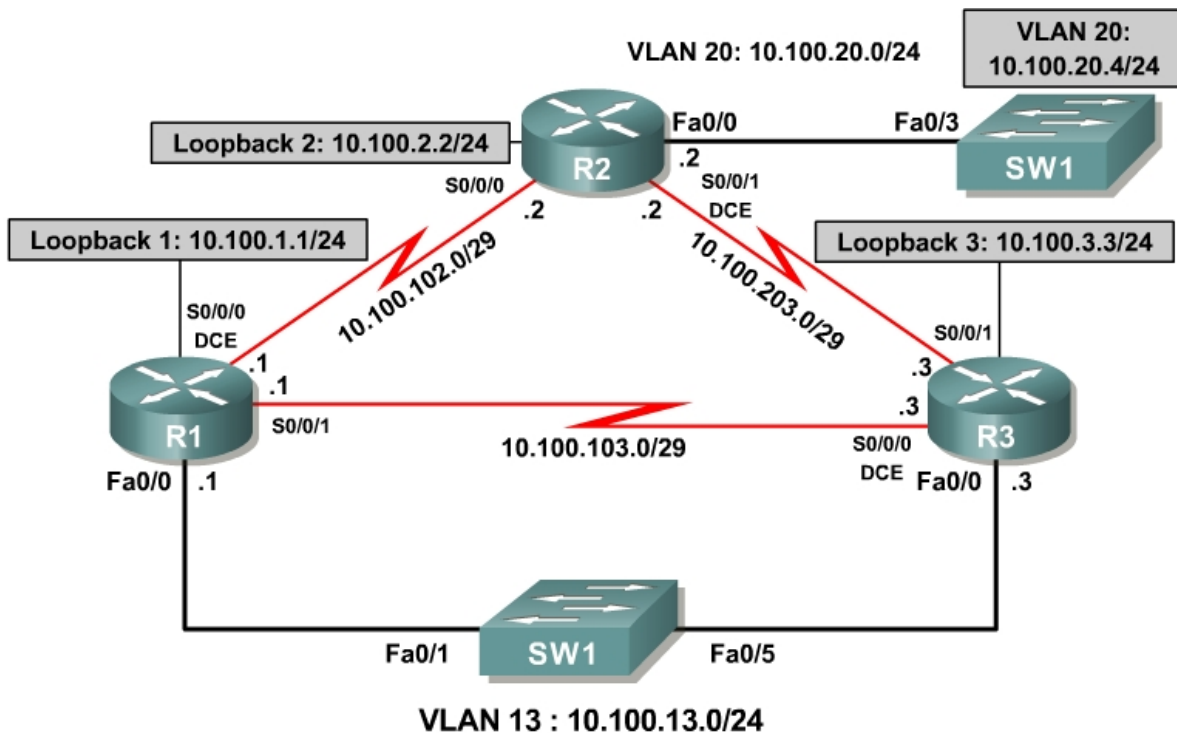 VLAN 20:
10.100.20.4/24
VLAN 20: 10.100.20.0/24
Fa0/0
Fa0/3
Loopback 2: 10.100.2.2/24
R2
SW1
.2
S0/0/0
S0/0/1
DCE
.2
.2
Loopback 1: 10.100.1.1/24
Loopback 3: 10.100.3.3/24
10.100.102.0/29
10.100.203.0/29
S0/0/0
DCE
S0/0/1
.1
.1
.3
.3
R1
S0/0/1
10.100.103.0/29
S0/0/0
DCE
R3
Fa0/0
.1
Fa0/0
.3
Fa0/1
SW1
Fa0/5
VLAN 13 : 10.100.13.0/24